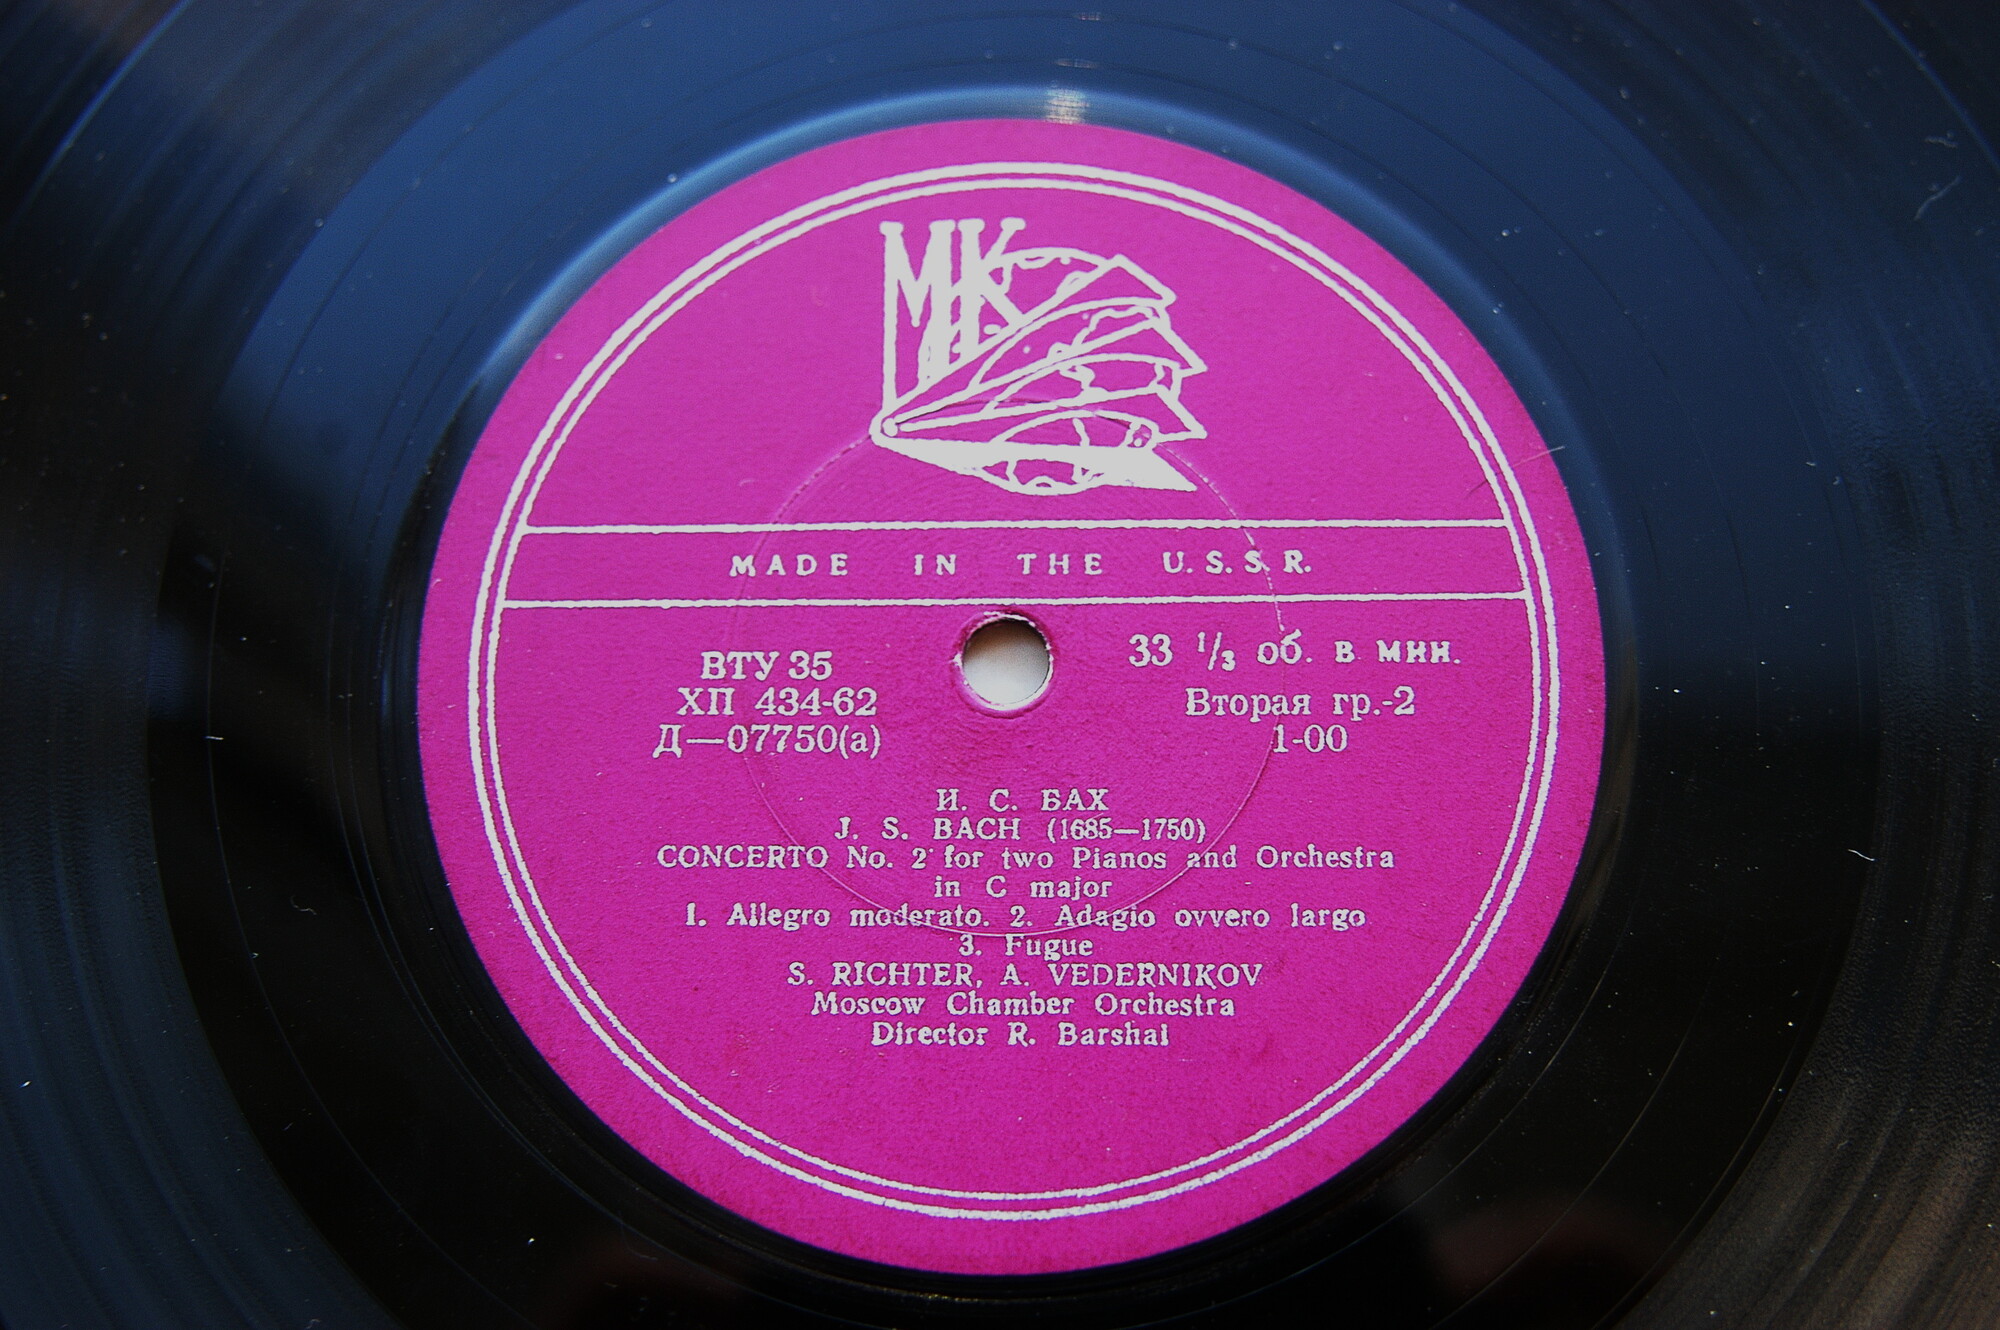 МК
MADE IN THE U.S.S.R.
ВТУ 35
ХП 434-62
Д—07750(а)
33 1/3 об. в мин.
Вторая гр.-2
1-00
И. С. БАХ
J. S. BACH (1685—1750)
CONCERTO No. 2 for two Pianos and Orchestra
in C major
1. Allegro moderato. 2. Adagio ovvero largo
3. Fugue
S. RICHTER, A. VEDERNIKOV
Moscow Chamber Orchestra
Director R. Barshai